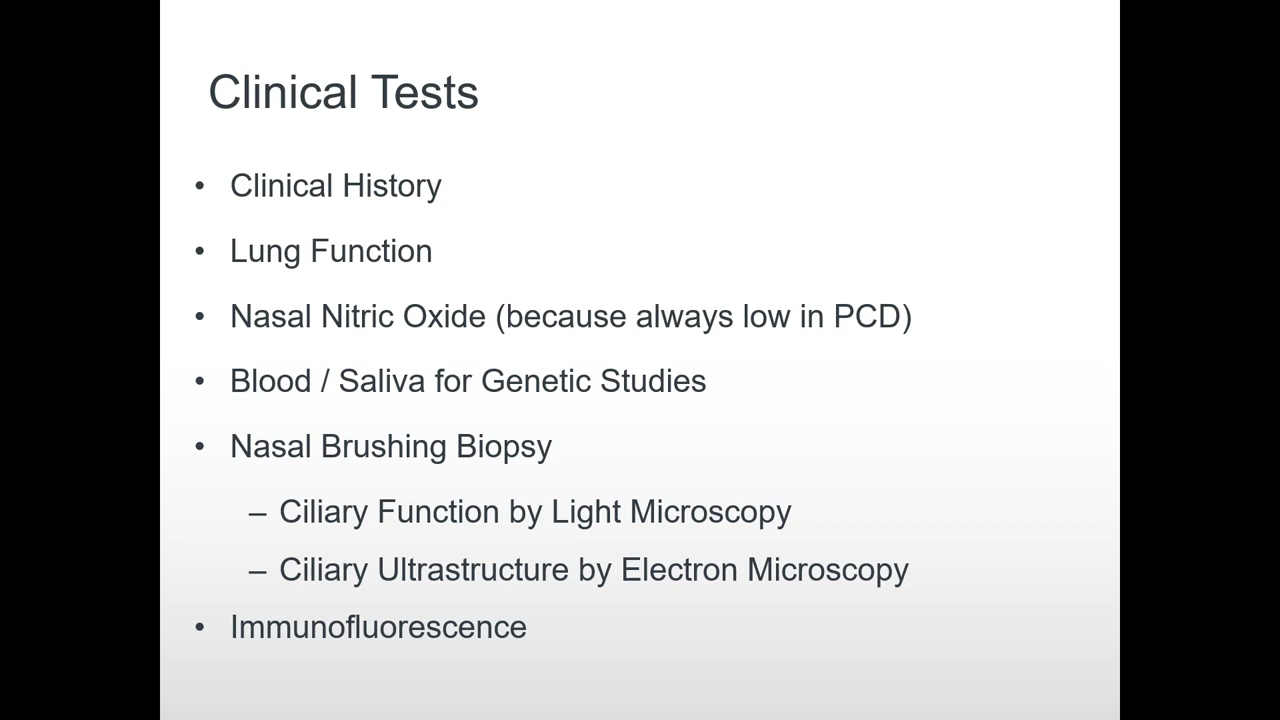 Clinical Tests
• Clinical History
• Lung Function
• Nasal Nitric Oxide (because always low in PCD)
• Blood / Saliva for Genetic Studies
• Nasal Brushing Biopsy
– Ciliary Function by Light Microscopy
– Ciliary Ultrastructure by Electron Microscopy
• Immunofluorescence